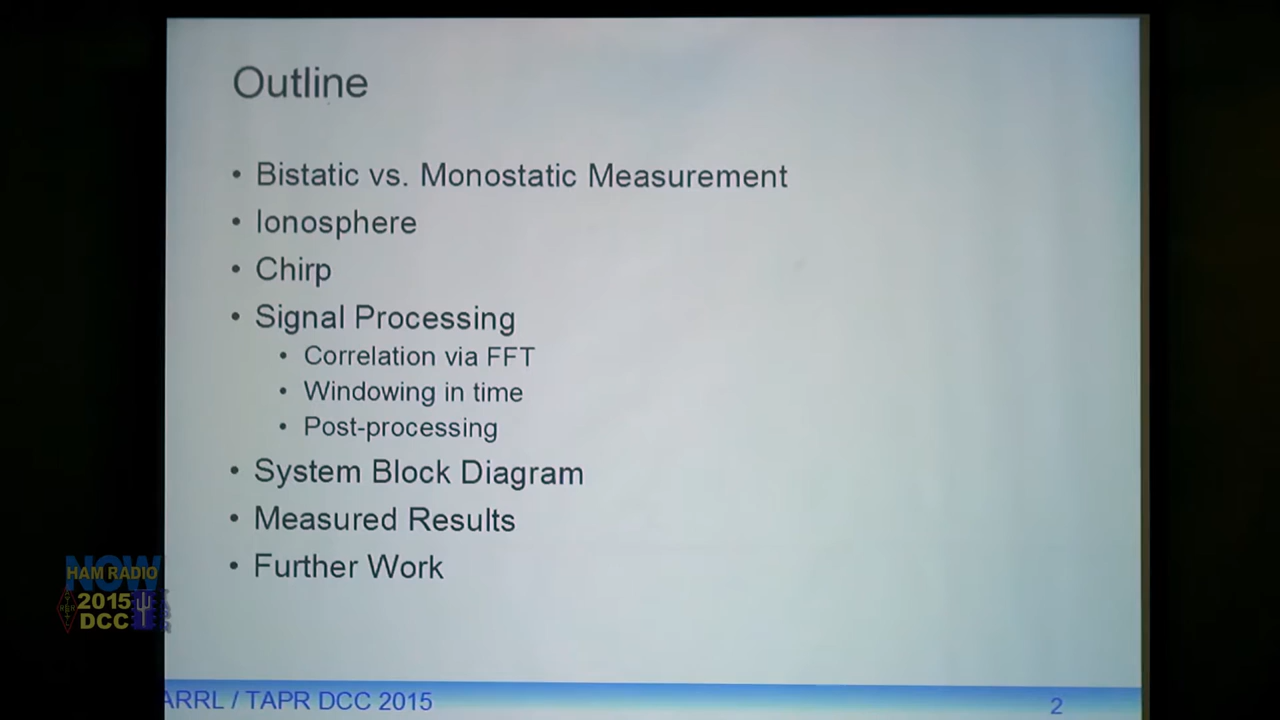 Outline
• Bistatic vs. Monostatic Measurement
• Ionosphere
• Chirp
• Signal Processing
• Correlation via FFT
• Windowing in time
• Post-processing
• System Block Diagram
• Measured Results
• Further Work
NOW
HAM RADIO
2015
DCC
ARRL / TAPR DCC 2015
2